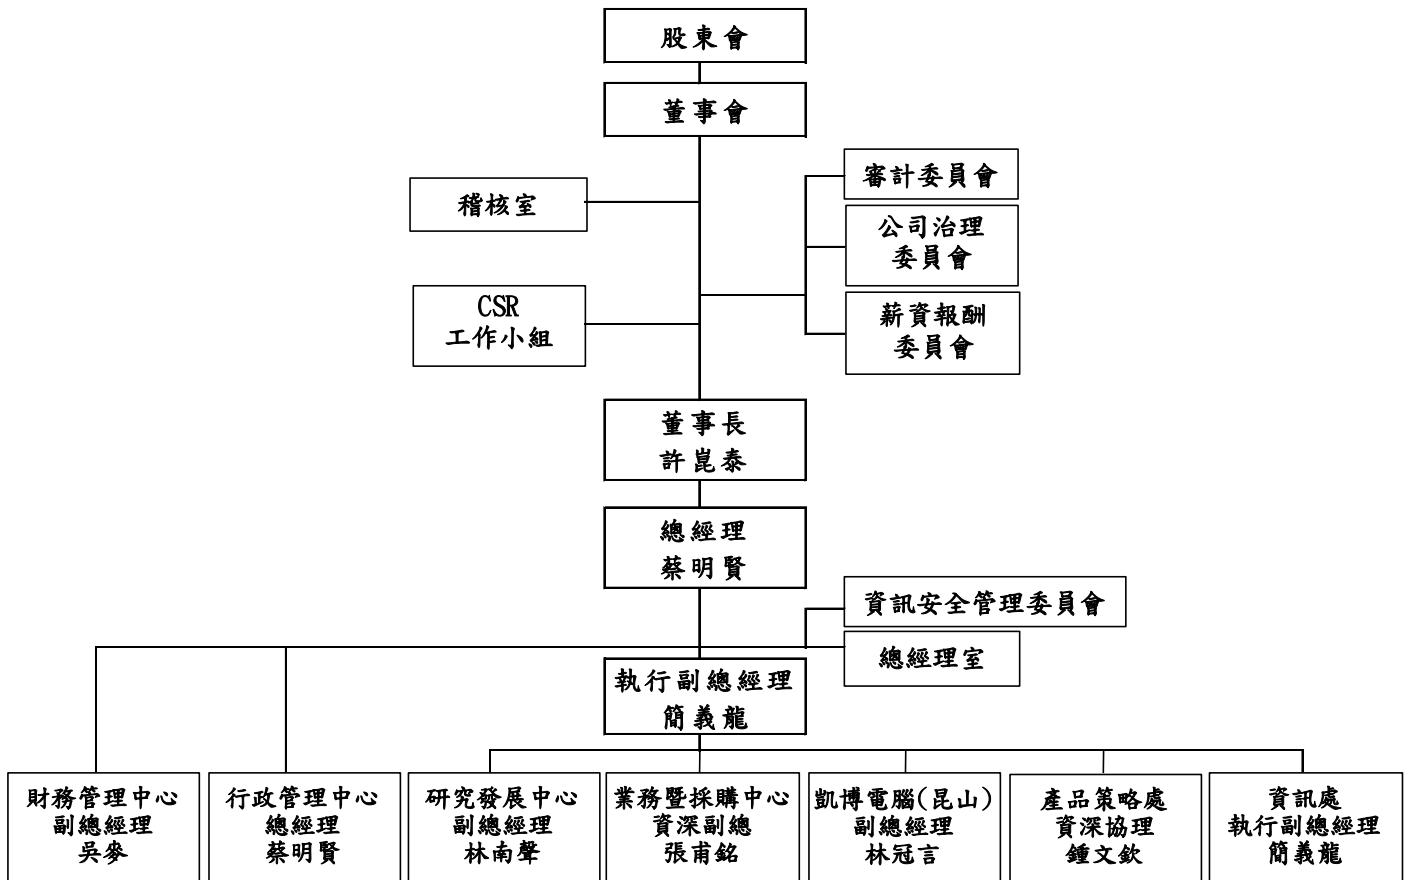 股東會
董事會
稽核室
審計委員會
公司治理
委員會
CSR
工作小組
薪資報酬
委員會
董事長
許崑泰
總經理
蔡明賢
資訊安全管理委員會
總經理室
執行副總經理
簡義龍
財務管理中心
副總經理
吳麥
行政管理中心
總經理
蔡明賢
研究發展中心
副總經理
林南聲
業務暨採購中心
資深副總
張甫銘
凱博電腦(昆山)
副總經理
林冠言
產品策略處
資深協理
鍾文欽
資訊處
執行副總經理
簡義龍